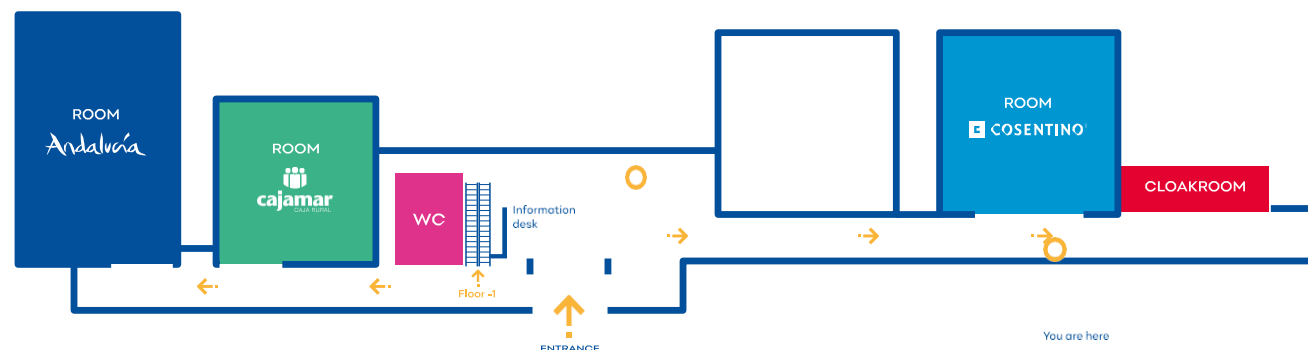 ROOM
Andalucía
ROOM
cajamar
CAJA RURAL
WC
Information
desk
Floor -1
ENTRANCE
ROOM
COSENTINO
CLOAKROOM
You are here